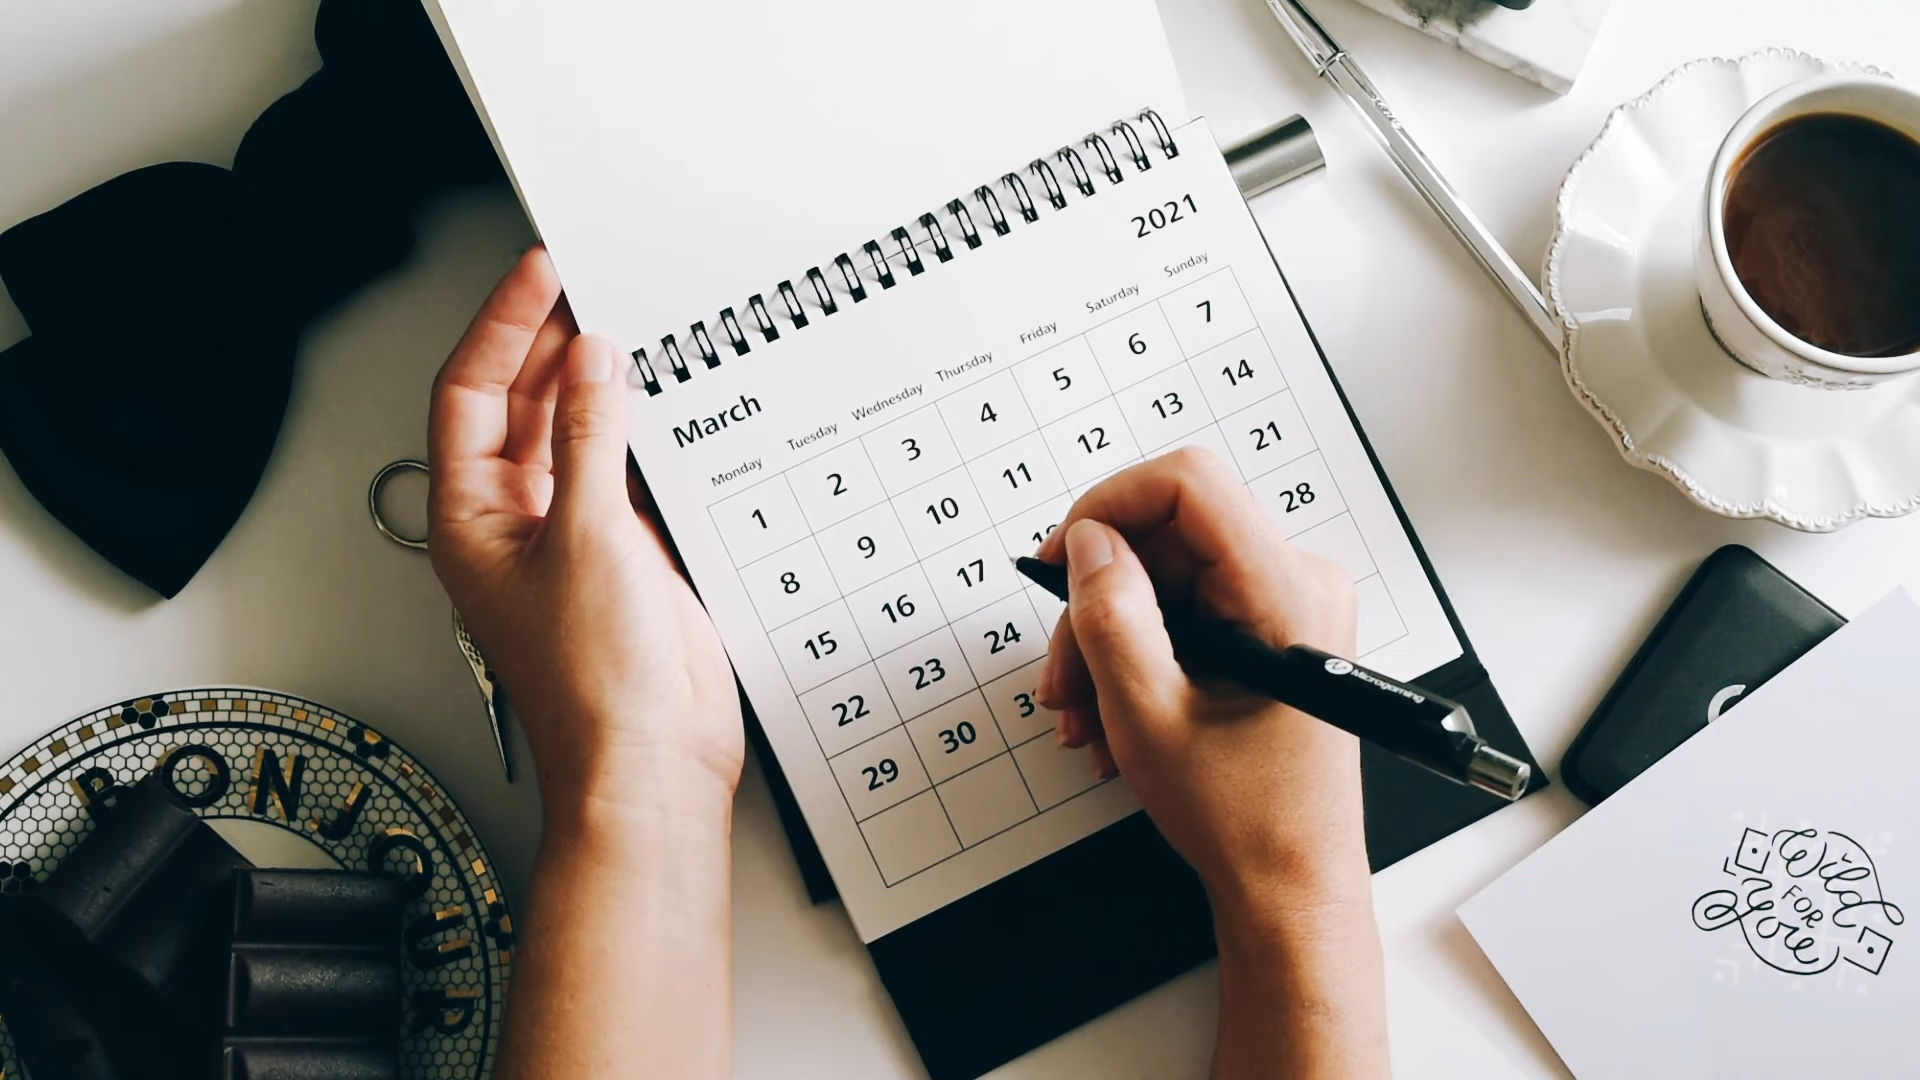 2021
March
Monday Tuesday Wednesday Thursday Friday Saturday Sunday
1 2 3 4 5 6 7
8 9 10 11 12 13 14
15 16 17 21
22 23 24 28
29 30
Microgaming
BONJOUR
Wild
FOR